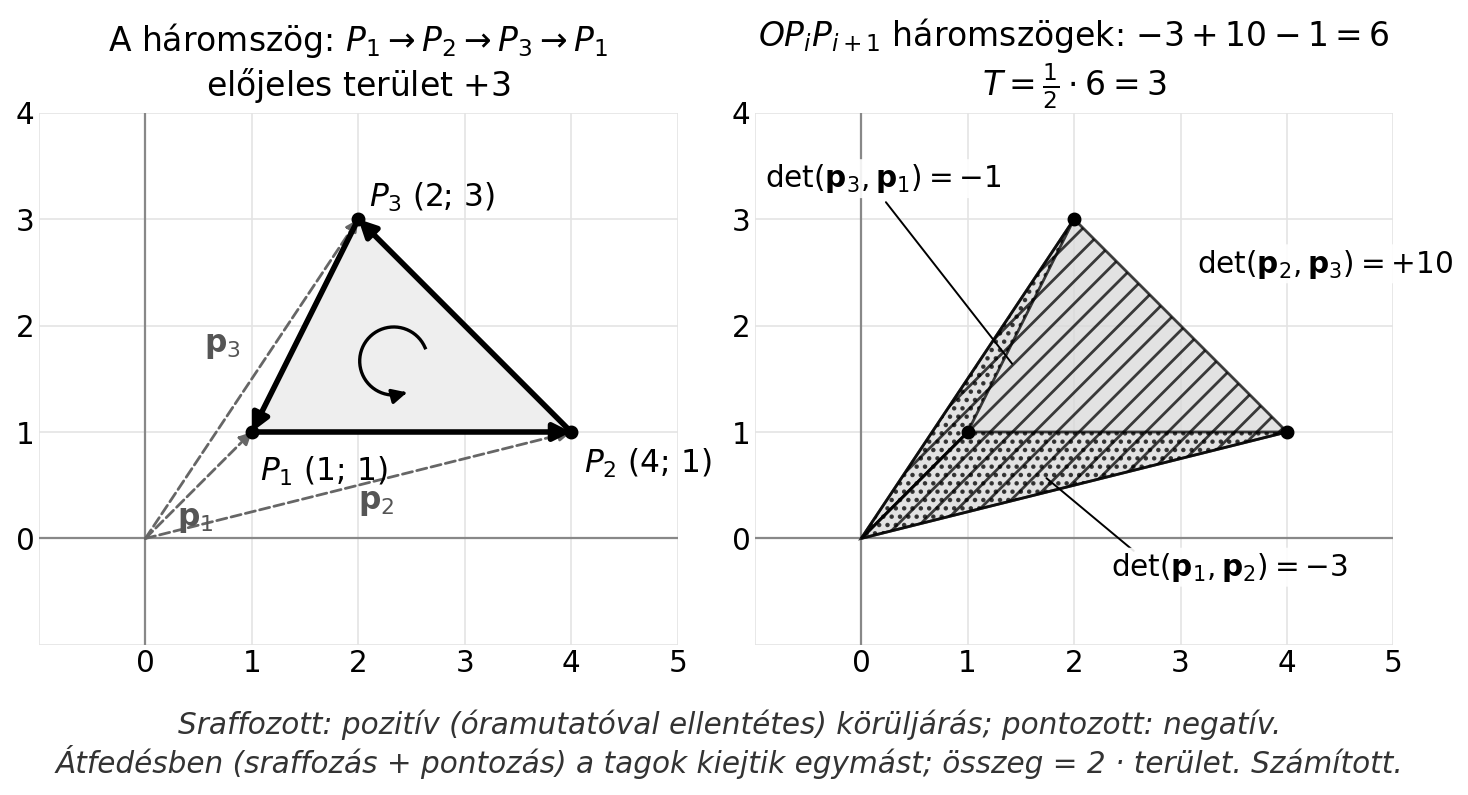 A háromszög: P₁ → P₂ → P₃ → P₁
előjeles terület +3
4
3
2
1
0
0 1 2 3 4 5
P₃ (2; 3)
p₃
P₁ (1; 1)
P₂ (4; 1)
p₂
p₁
OPᵢPᵢ₊₁ háromszögek: −3 + 10 − 1 = 6
T = ½ · 6 = 3
4
3
2
1
0
0 1 2 3 4 5
det(p₃, p₁) = −1
det(p₂, p₃) = +10
det(p₁, p₂) = −3
Sraffozott: pozitív (óramutatóval ellentétes) körüljárás; pontozott: negatív.
Átfedésben (sraffozás + pontozás) a tagok kiejtik egymást; összeg = 2 · terület. Számított.